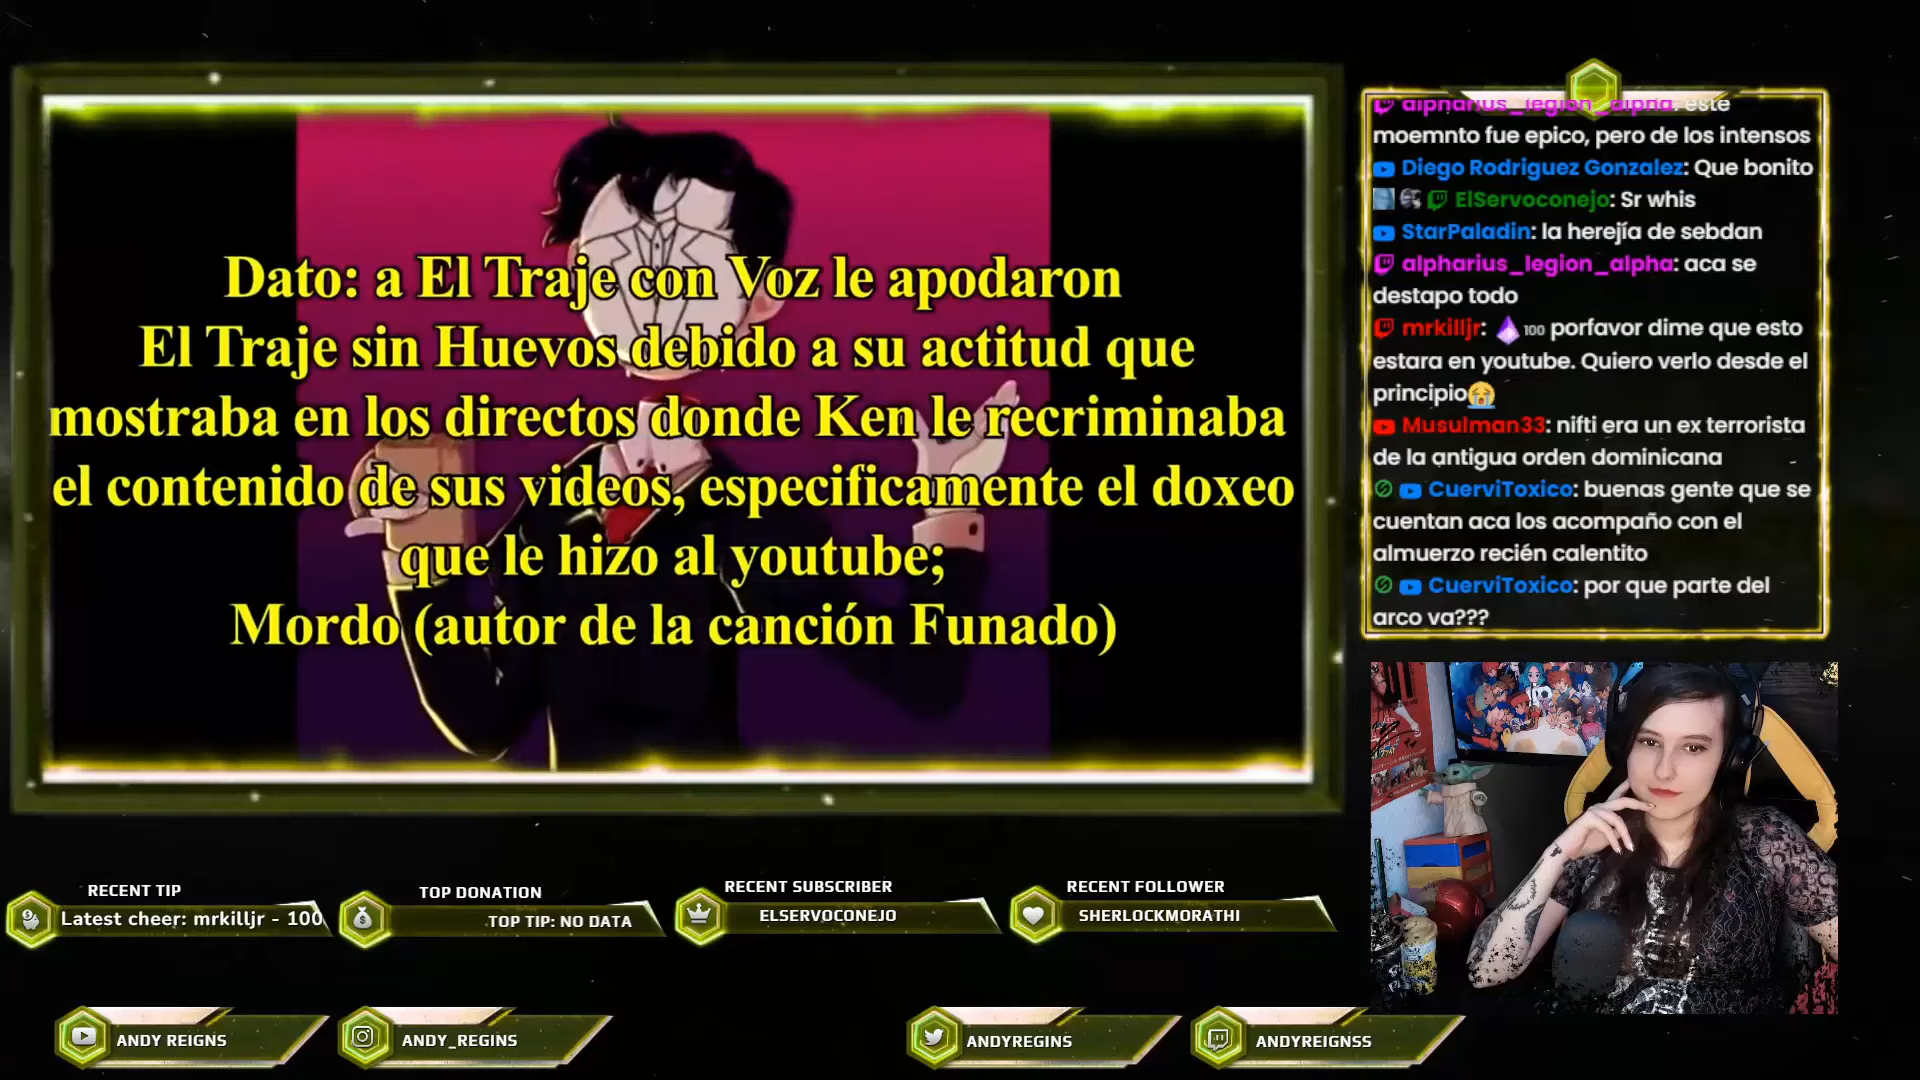 Dato: a El Traje con Voz le apodaron
El Traje sin Huevos debido a su actitud que
mostraba en los directos donde Ken le recriminaba
el contenido de sus videos, especificamente el doxeo
que le hizo al youtube;
Mordo (autor de la canción Funado)
alpharius_legion_alpha: este
moemnto fue epico, pero de los intensos
Diego Rodriguez Gonzalez: Que bonito
ElServoconejo: Sr whis
StarPaladin: la herejía de sebdan
alpharius_legion_alpha: aca se
destapo todo
mrkilljr: 100 porfavor dime que esto
estara en youtube. Quiero verlo desde el
principio😭
Musulman33: nifti era un ex terrorista
de la antigua orden dominicana
CuerviToxico: buenas gente que se
cuentan aca los acompaño con el
almuerzo recién calentito
CuerviToxico: por que parte del
arco va???
RECENT TIP
Latest cheer: mrkilljr - 100
TOP DONATION
TOP TIP: NO DATA
RECENT SUBSCRIBER
ELSERVOCONEJO
RECENT FOLLOWER
SHERLOCKMORATHI
ANDY REIGNS
ANDY_REGINS
ANDYREGINS
ANDYREIGNSS